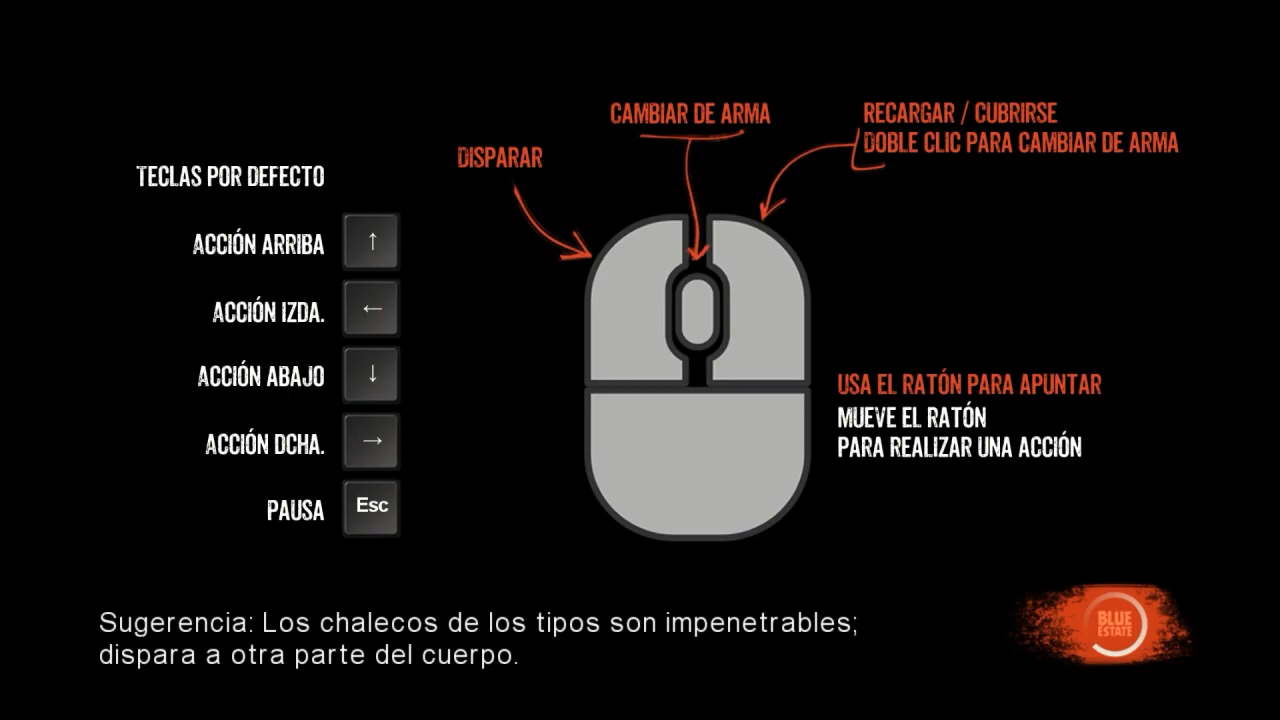 CAMBIAR DE ARMA
RECARGAR / CUBRIRSE
DOBLE CLIC PARA CAMBIAR DE ARMA
DISPARAR
TECLAS POR DEFECTO
ACCIÓN ARRIBA ↑
ACCIÓN IZDA. ←
ACCIÓN ABAJO ↓
ACCIÓN DCHA. →
PAUSA Esc
USA EL RATÓN PARA APUNTAR
MUEVE EL RATÓN
PARA REALIZAR UNA ACCIÓN
Sugerencia: Los chalecos de los tipos son impenetrables;
dispara a otra parte del cuerpo.
BLUE
ESTATE